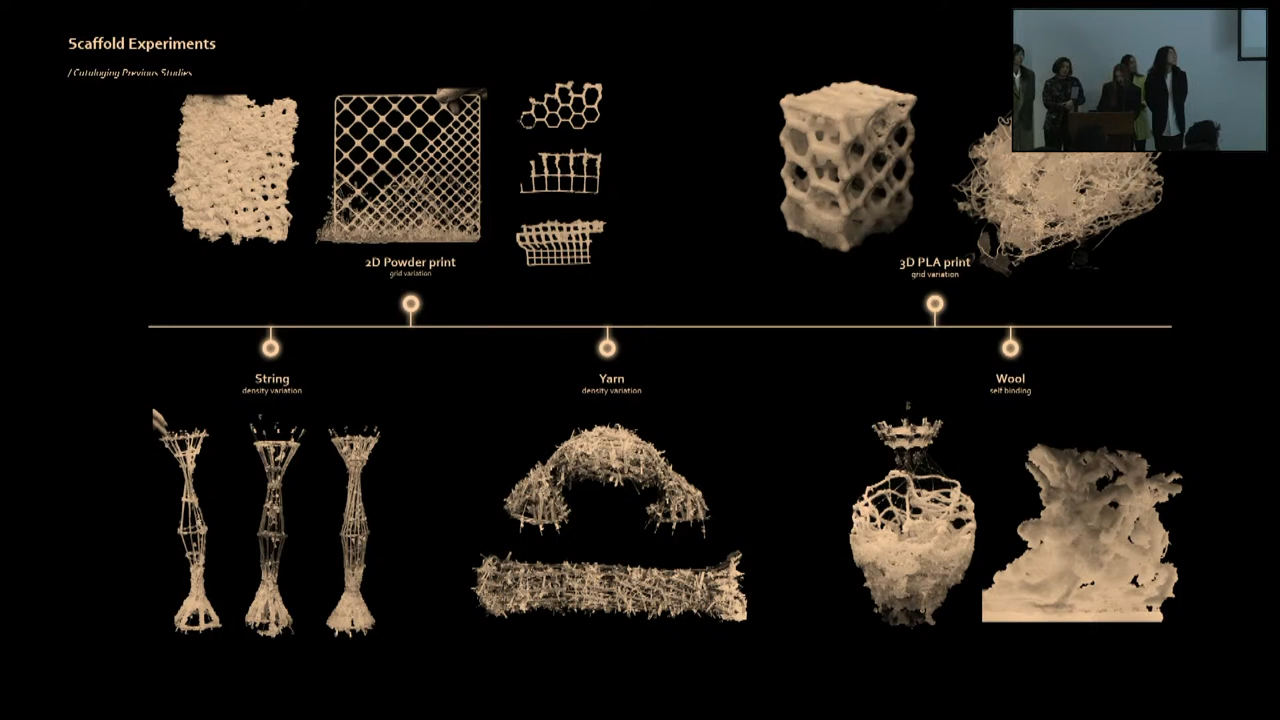 Scaffold Experiments
/ Cataloging Previous Studies
2D Powder print
grid variation
3D PLA print
grid variation
String
density variation
Yarn
density variation
Wool
self binding